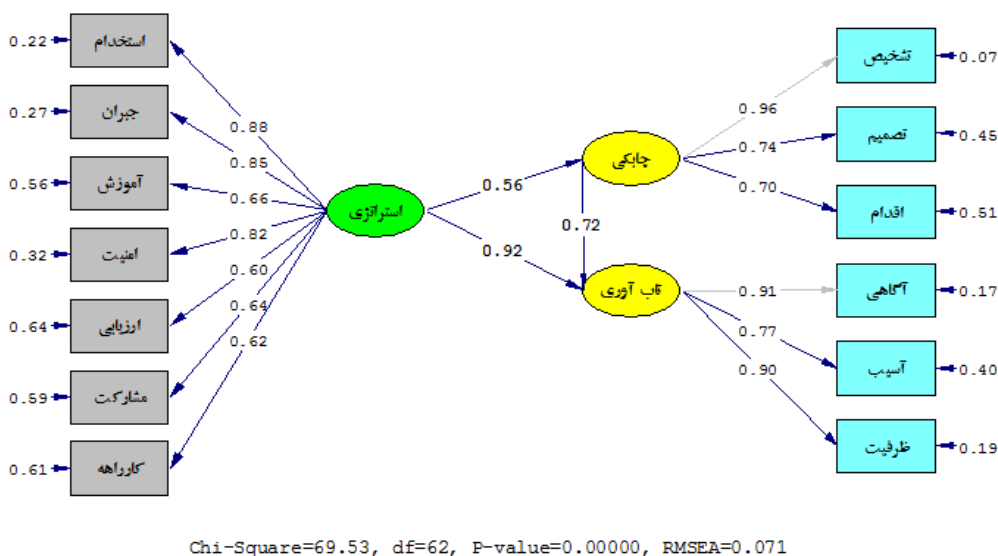 0.22 استخدام
0.27 جبران
0.56 آموزش
0.32 امنیت
0.64 ارزیابی
0.59 مشارکت
0.61 کارراهه
0.88
0.85
0.66
0.82
0.60
0.64
0.62
استراتژی
0.56
0.92
چابکی
0.72
تاب آوری
0.96
0.74
0.70
0.91
0.77
0.90
تشخیص 0.07
تصمیم 0.45
اقدام 0.51
آگاهی 0.17
آسیب 0.40
ظرفیت 0.19
Chi-Square=69.53, df=62, P-value=0.00000, RMSEA=0.071